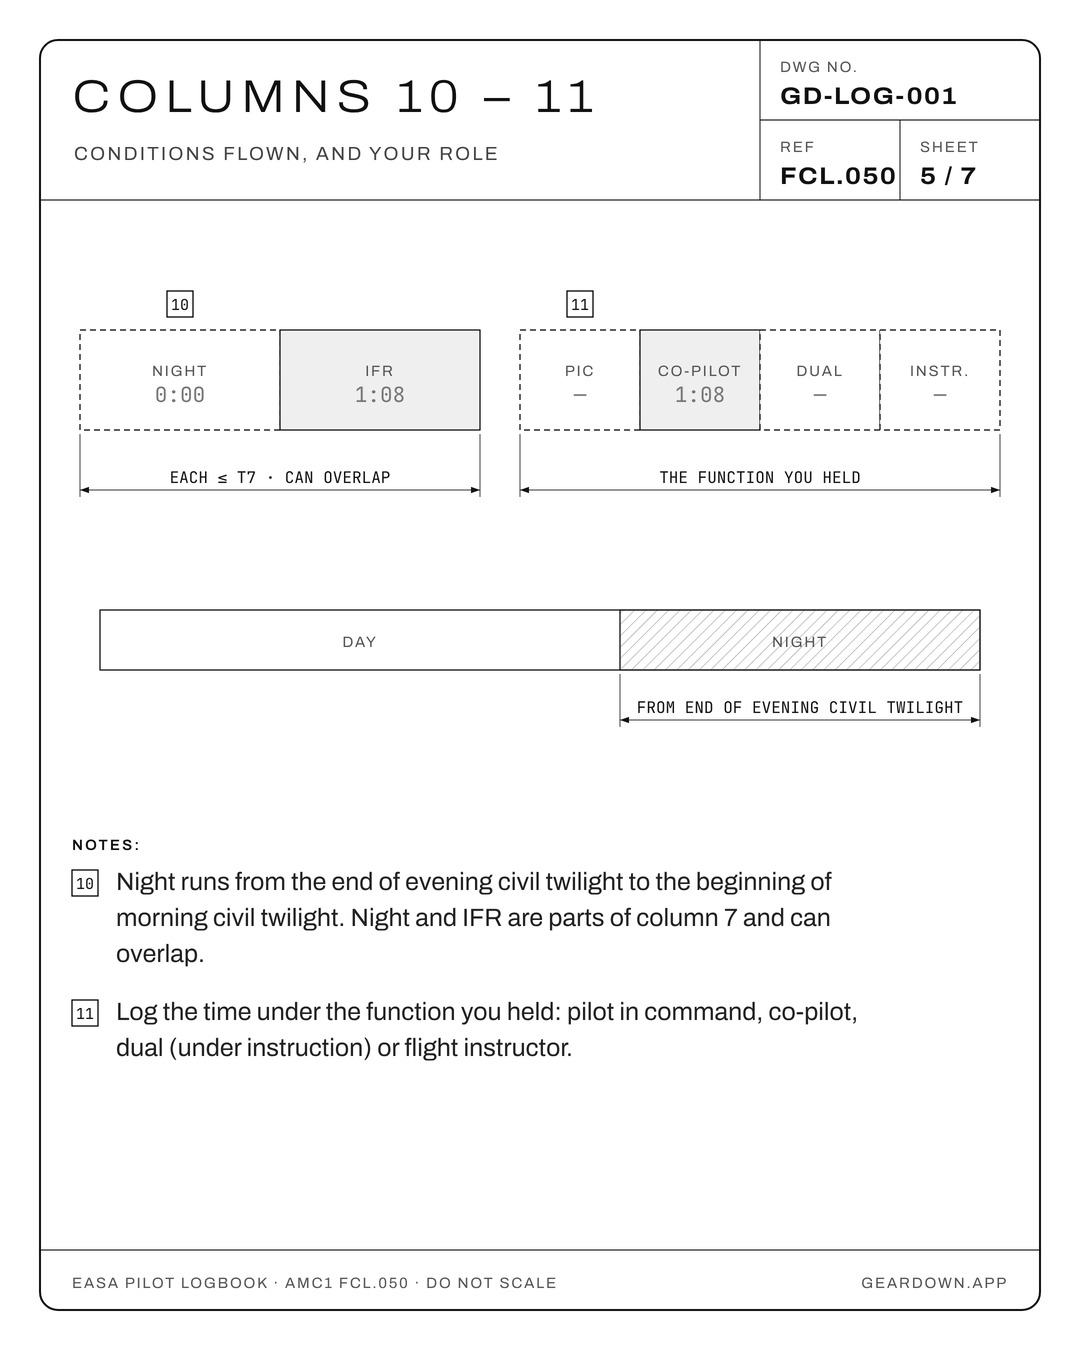 COLUMNS 10 – 11
CONDITIONS FLOWN, AND YOUR ROLE
DWG NO.
GD-LOG-001
REF
FCL.050
SHEET
5 / 7
10
NIGHT
0:00
IFR
1:08
EACH ≤ T7 · CAN OVERLAP
11
PIC
–
CO-PILOT
1:08
DUAL
–
INSTR.
–
THE FUNCTION YOU HELD
DAY
NIGHT
FROM END OF EVENING CIVIL TWILIGHT
NOTES:
10 Night runs from the end of evening civil twilight to the beginning of
morning civil twilight. Night and IFR are parts of column 7 and can
overlap.
11 Log the time under the function you held: pilot in command, co-pilot,
dual (under instruction) or flight instructor.
EASA PILOT LOGBOOK · AMC1 FCL.050 · DO NOT SCALE
GEARDOWN.APP